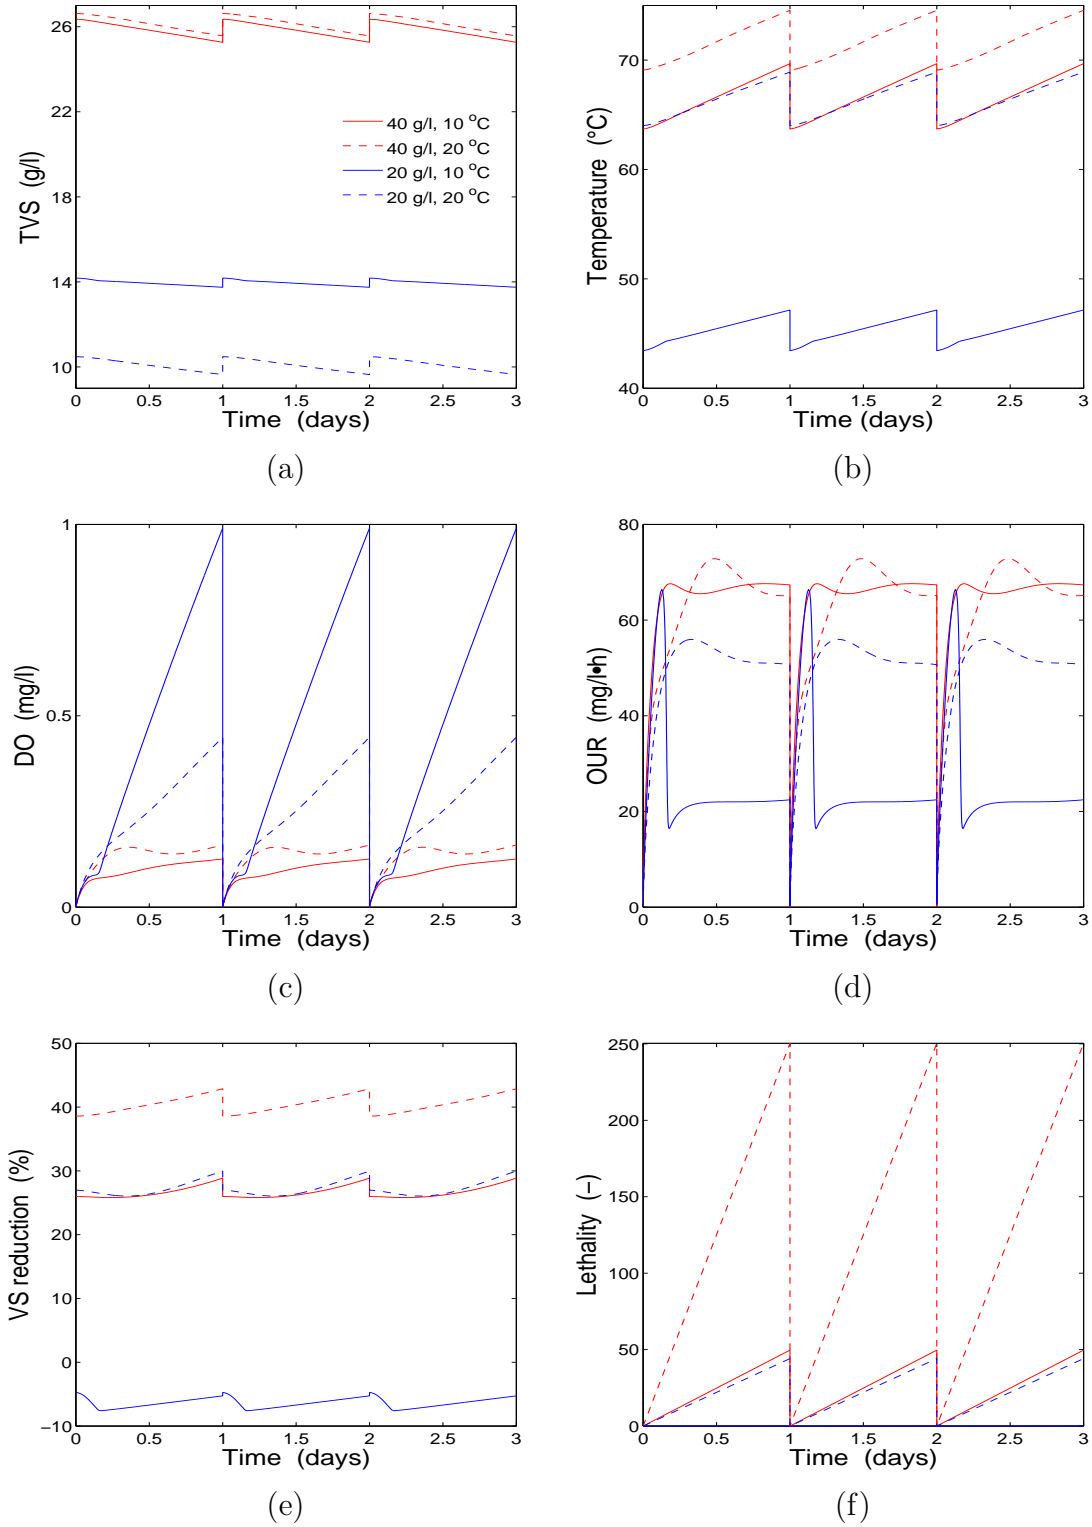 26
22
18
14
10
TVS (g/l)
40 g/l, 10 °C
40 g/l, 20 °C
20 g/l, 10 °C
20 g/l, 20 °C
0 0.5 1 1.5 2 2.5 3
Time (days)
(a)
70
60
50
40
Temperature (°C)
0 0.5 1 1.5 2 2.5 3
Time (days)
(b)
1
0.5
0
DO (mg/l)
0 0.5 1 1.5 2 2.5 3
Time (days)
(c)
80
60
40
20
0
OUR (mg/l•h)
0 0.5 1 1.5 2 2.5 3
Time (days)
(d)
50
40
30
20
10
0
−10
VS reduction (%)
0 0.5 1 1.5 2 2.5 3
Time (days)
(e)
250
200
150
100
50
0
Lethality (−)
0 0.5 1 1.5 2 2.5 3
Time (days)
(f)